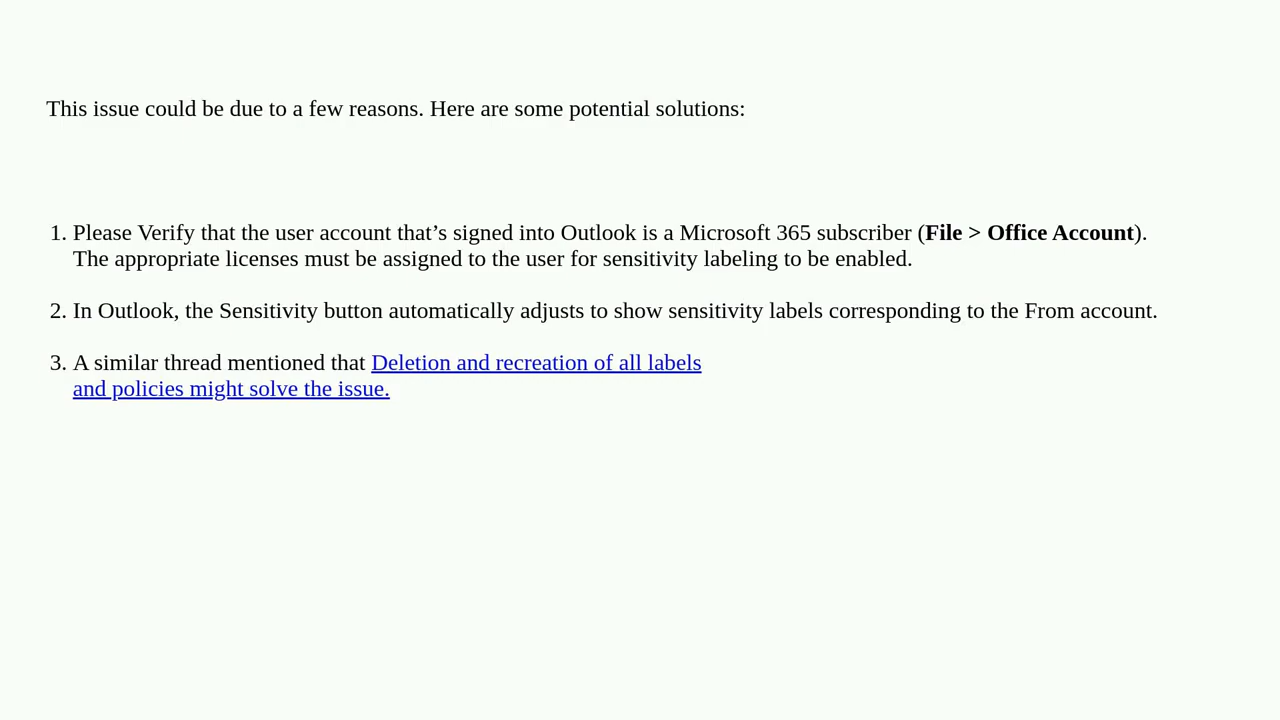 This issue could be due to a few reasons. Here are some potential solutions:
1. Please Verify that the user account that’s signed into Outlook is a Microsoft 365 subscriber (File > Office Account).
The appropriate licenses must be assigned to the user for sensitivity labeling to be enabled.
2. In Outlook, the Sensitivity button automatically adjusts to show sensitivity labels corresponding to the From account.
3. A similar thread mentioned that Deletion and recreation of all labels
and policies might solve the issue.